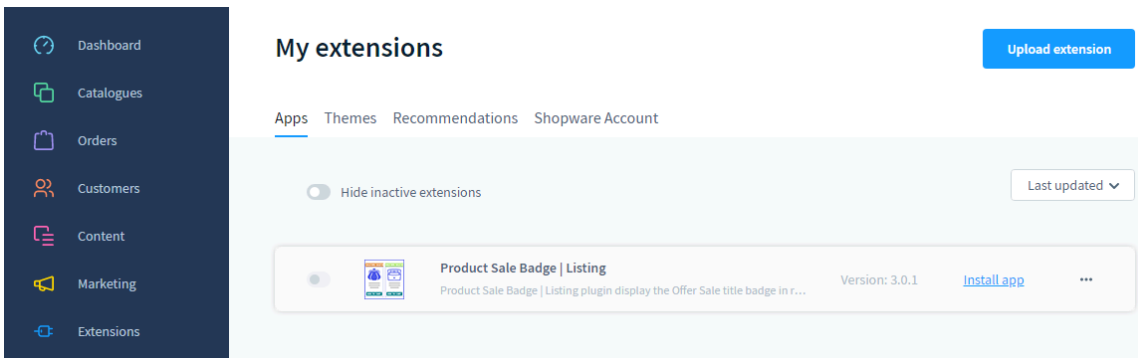 Dashboard
Catalogues
Orders
Customers
Content
Marketing
Extensions
My extensions
Upload extension
Apps Themes Recommendations Shopware Account
Hide inactive extensions
Last updated
Product Sale Badge | Listing
Product Sale Badge | Listing plugin display the Offer Sale title badge in r...
Version: 3.0.1
Install app